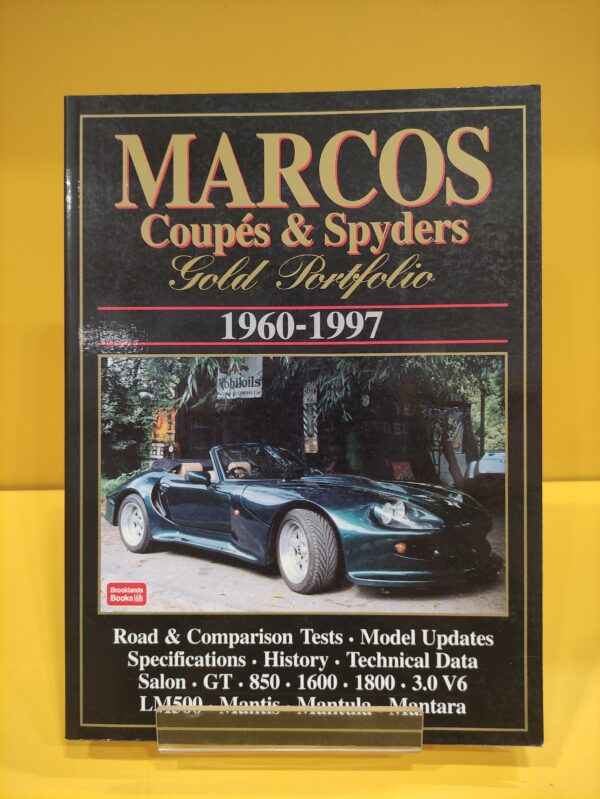 MARCOS
Coupés & Spyders
Gold Portfolio
1960-1997
Mobiloils
Brooklands
Books
Road & Comparison Tests · Model Updates
Specifications · History · Technical Data
Salon · GT · 850 · 1600 · 1800 · 3.0 V6
LM500 · Mantis · Mantula · Mantara